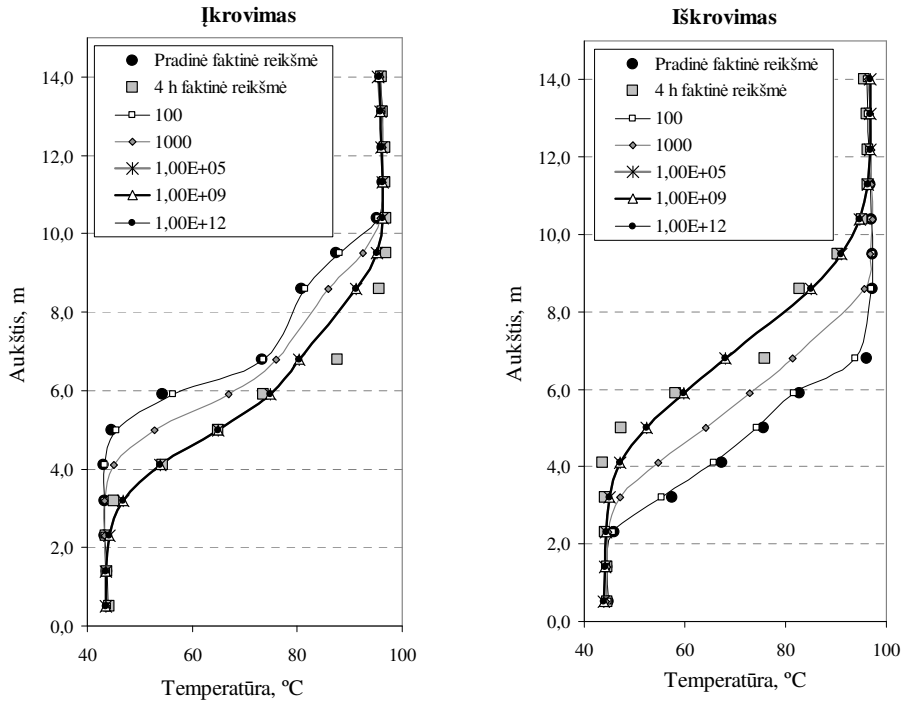 Įkrovimas
Pradinė faktinė reikšmė
4 h faktinė reikšmė
100
1000
1,00E+05
1,00E+09
1,00E+12
14,0
12,0
10,0
8,0
6,0
4,0
2,0
0,0
Aukštis, m
40
60
80
100
Temperatūra, ºC
Iškrovimas
Pradinė faktinė reikšmė
4 h faktinė reikšmė
100
1000
1,00E+05
1,00E+09
1,00E+12
14,0
12,0
10,0
8,0
6,0
4,0
2,0
0,0
Aukštis, m
40
60
80
100
Temperatūra, ºC